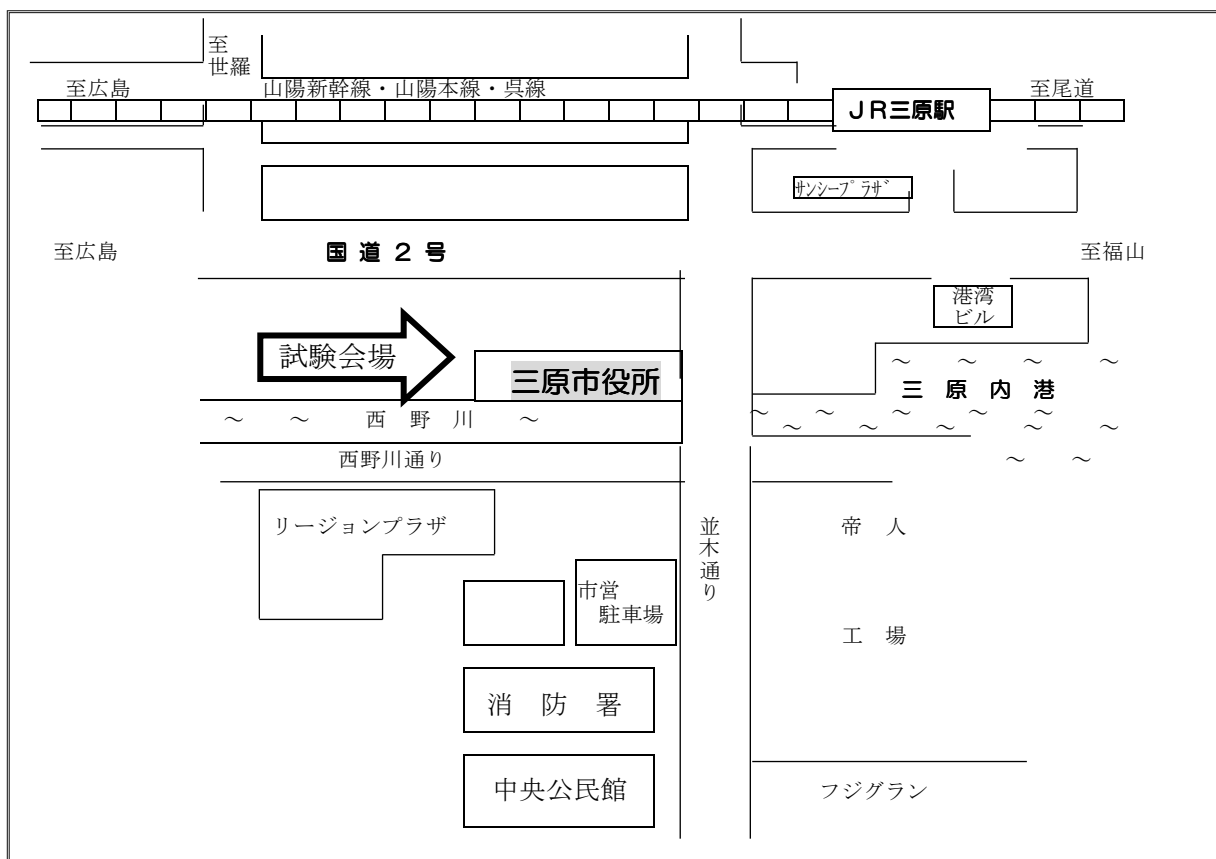 至
世羅
至広島
山陽新幹線・山陽本線・呉線
至尾道
ＪＲ三原駅
ｻﾝｼｰﾌﾟﾗｻﾞ
至広島
国 道 ２ 号
至福山
港湾
ビル
試験会場
三原市役所
～ ～ ～ ～
三 原 内 港
～ ～ ～ ～ ～
～ ～ ～ ～ ～
～ ～
～ ～ 西 野 川 ～
西野川通り
リージョンプラザ
並木通り
帝 人
市営
駐車場
工 場
消 防 署
中央公民館
フジグラン